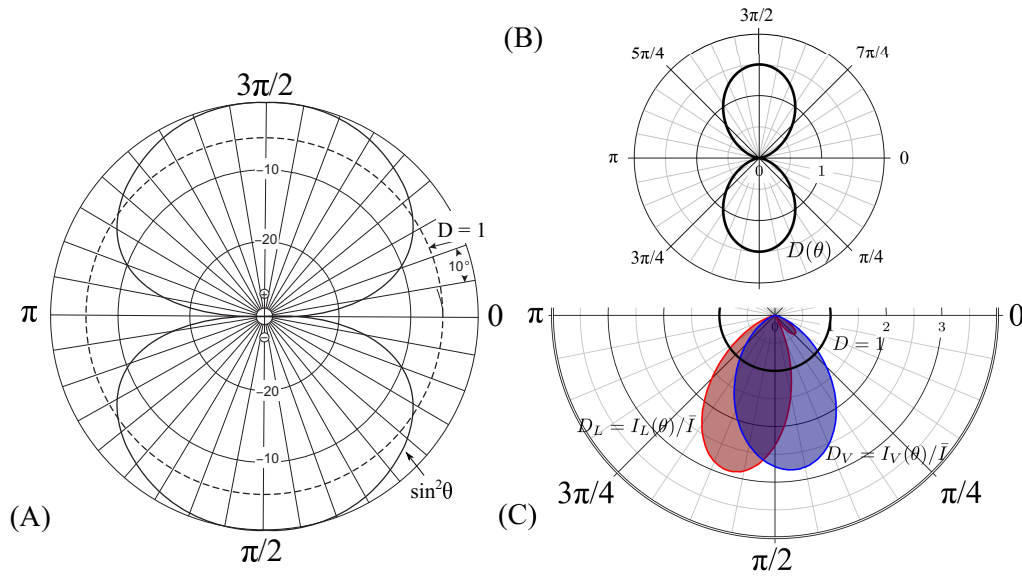 (A)
3π/2
−10
−20
D = 1
10°
π
0
⊕
⊖
−20
−10
sin²θ
π/2
(B)
3π/2
5π/4
7π/4
π
0
0
1
3π/4
D(θ)
π/4
(C)
π
0
0
1
2
3
D = 1
D_L = I_L(θ)/Ī
D_V = I_V(θ)/Ī
3π/4
π/4
π/2